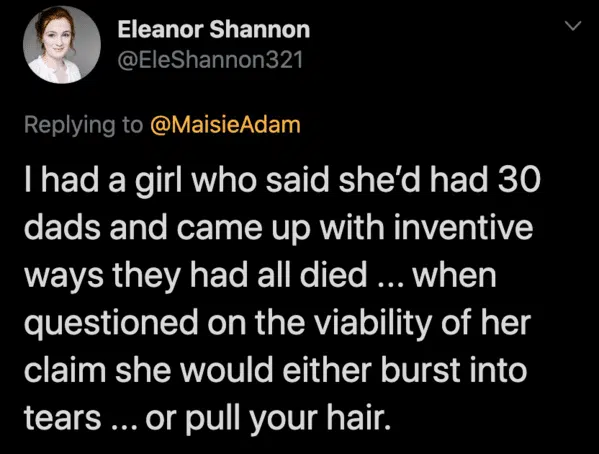 Eleanor Shannon
@EleShannon321
Replying to @MaisieAdam
I had a girl who said she’d had 30
dads and came up with inventive
ways they had all died ... when
questioned on the viability of her
claim she would either burst into
tears ... or pull your hair.